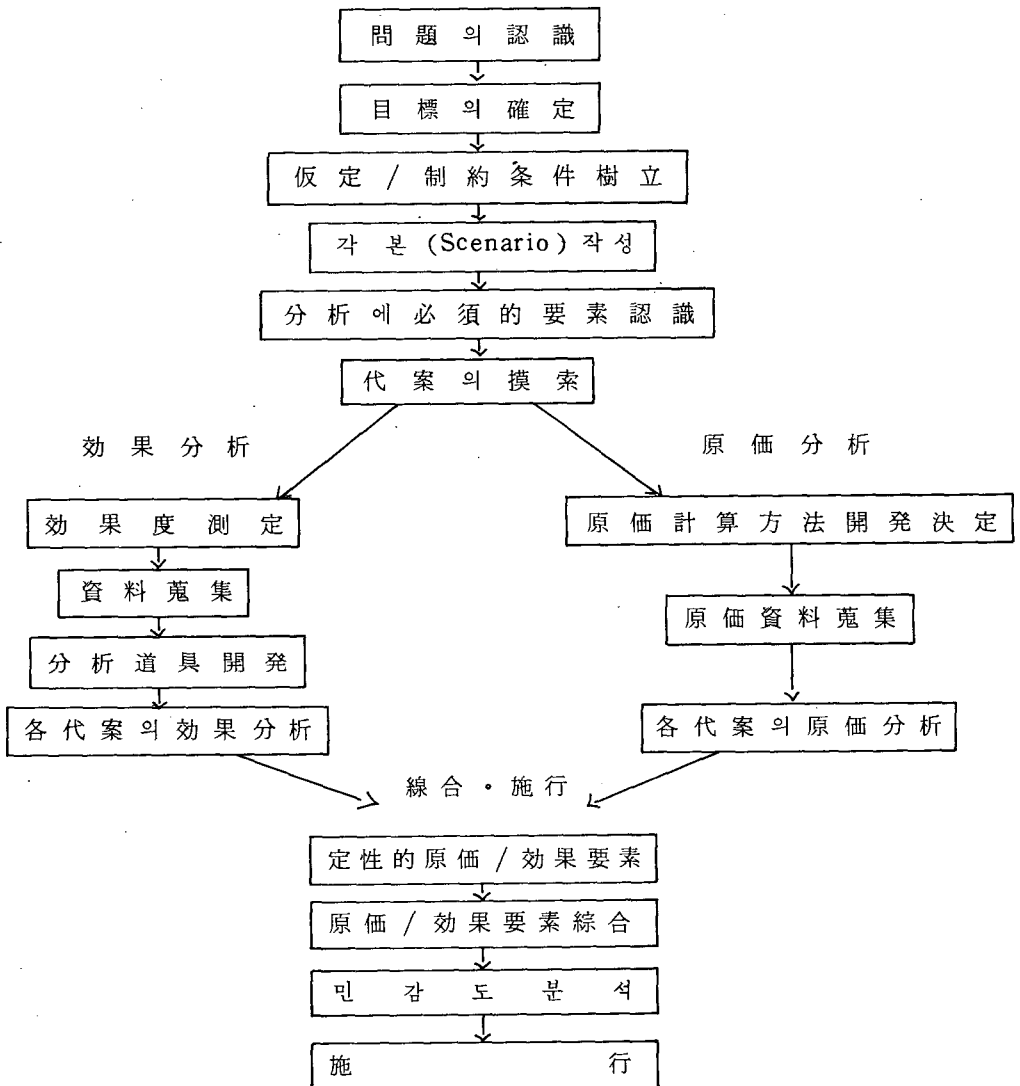 問題의認識
目標의確定
仮定 / 制約条件樹立
각본 (Scenario) 작성
分析에必須的要素認識
代案의摸索
効果分析
原価分析
効果度測定
原価計算方法開発決定
資料蒐集
原価資料蒐集
分析道具開発
各代案의効果分析
各代案의原価分析
線合・施行
定性的原価 / 効果要素
原価 / 効果要素綜合
민감도분석
施行